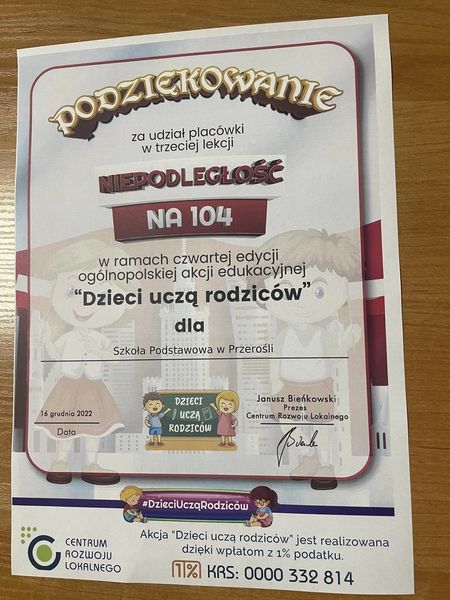 PODZIĘKOWANIE
za udział placówki
w trzeciej lekcji
NIEPODLEGŁOŚĆ
NA 104
w ramach czwartej edycji
ogólnopolskiej akcji edukacyjnej
"Dzieci uczą rodziców"
dla
Szkoła Podstawowa w Przerośli
16 grudnia 2022
Data
DZIECI
UCZĄ
RODZICÓW
Janusz Bieńkowski
Prezes
Centrum Rozwoju Lokalnego
#DzieciUcząRodziców
CENTRUM
ROZWOJU
LOKALNEGO
Akcja "Dzieci uczą rodziców" jest realizowana
dzięki wpłatom z 1% podatku.
1% KRS: 0000 332 814